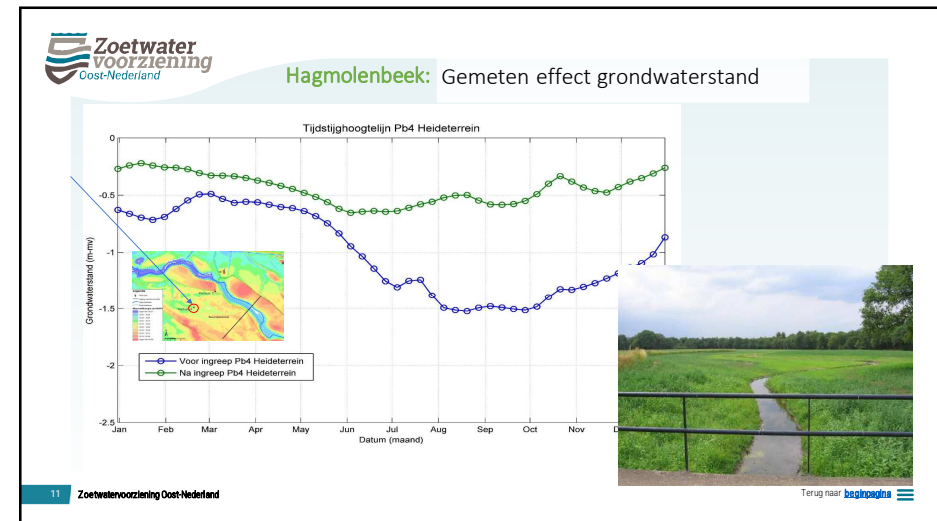 Zoetwater
voorziening
Oost-Nederland
Hagmolenbeek: Gemeten effect grondwaterstand
Tijdstijghoogtelijn Pb4 Heideterrein
0
-0.5
-1
-1.5
-2
-2.5
Grondwaterstand (m-mv)
Voor ingreep Pb4 Heideterrein
Na ingreep Pb4 Heideterrein
Jan Feb Mar Apr May Jun Jul Aug Sep Oct Nov
Datum (maand)
11 Zoetwatervoorziening Oost-Nederland
Terug naar beginpagina